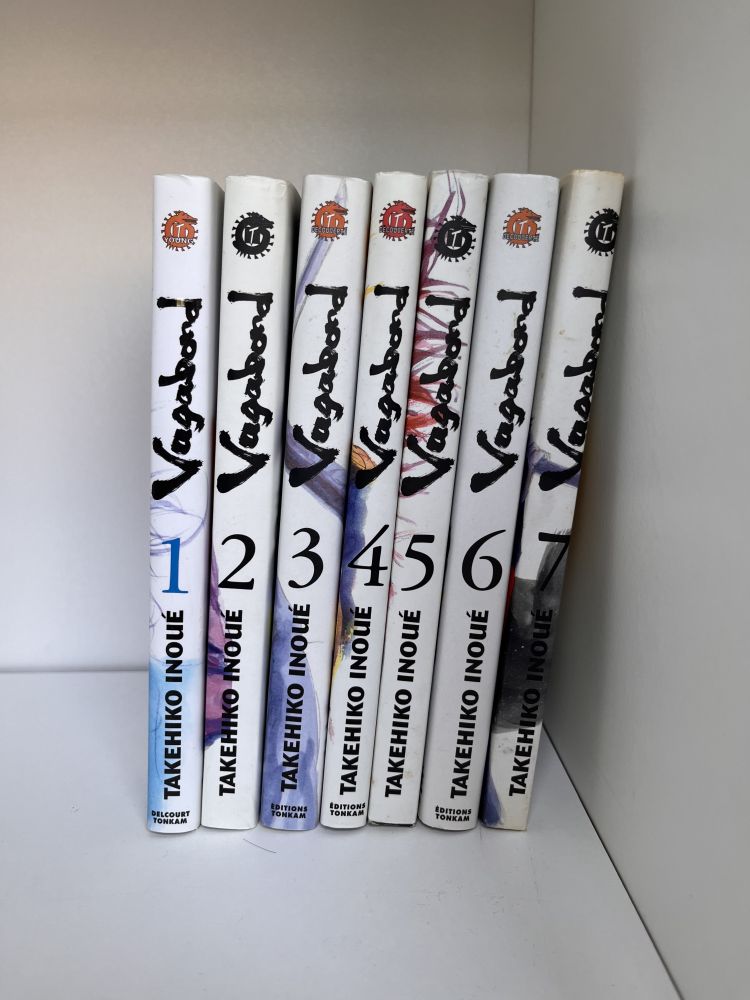 YOUNG
Vagabond
1
TAKEHIKO INOUÉ
DELCOURT
TONKAM
Vagabond
2
TAKEHIKO INOUÉ
Vagabond
3
TAKEHIKO INOUÉ
ÉDITIONS
TONKAM
Vagabond
4
TAKEHIKO INOUÉ
ÉDITIONS
TONKAM
Vagabond
5
TAKEHIKO INOUÉ
Vagabond
6
TAKEHIKO INOUÉ
ÉDITIONS
TONKAM
Vagabond
7
TAKEHIKO INOUÉ